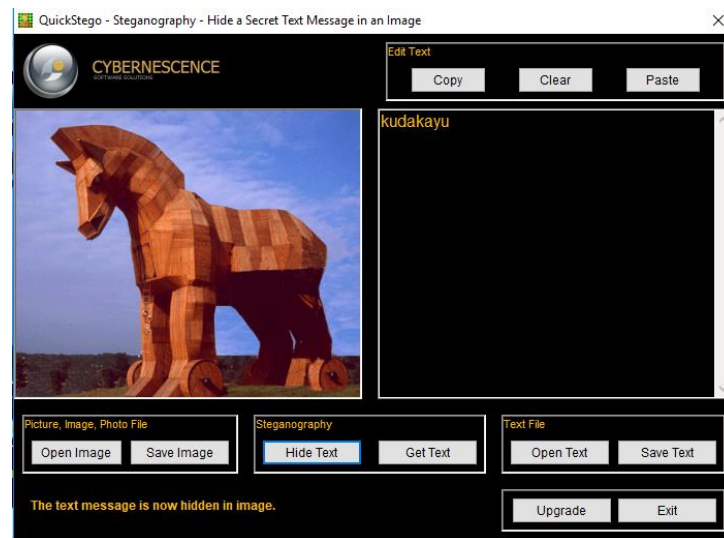 QuickStego - Steganography - Hide a Secret Text Message in an Image
CYBERNESCENCE
SOFTWARE SOLUTIONS
Edit Text
Copy Clear Paste
kudakayu
Picture, Image, Photo File
Open Image Save Image
Steganography
Hide Text Get Text
Text File
Open Text Save Text
The text message is now hidden in image.
Upgrade Exit